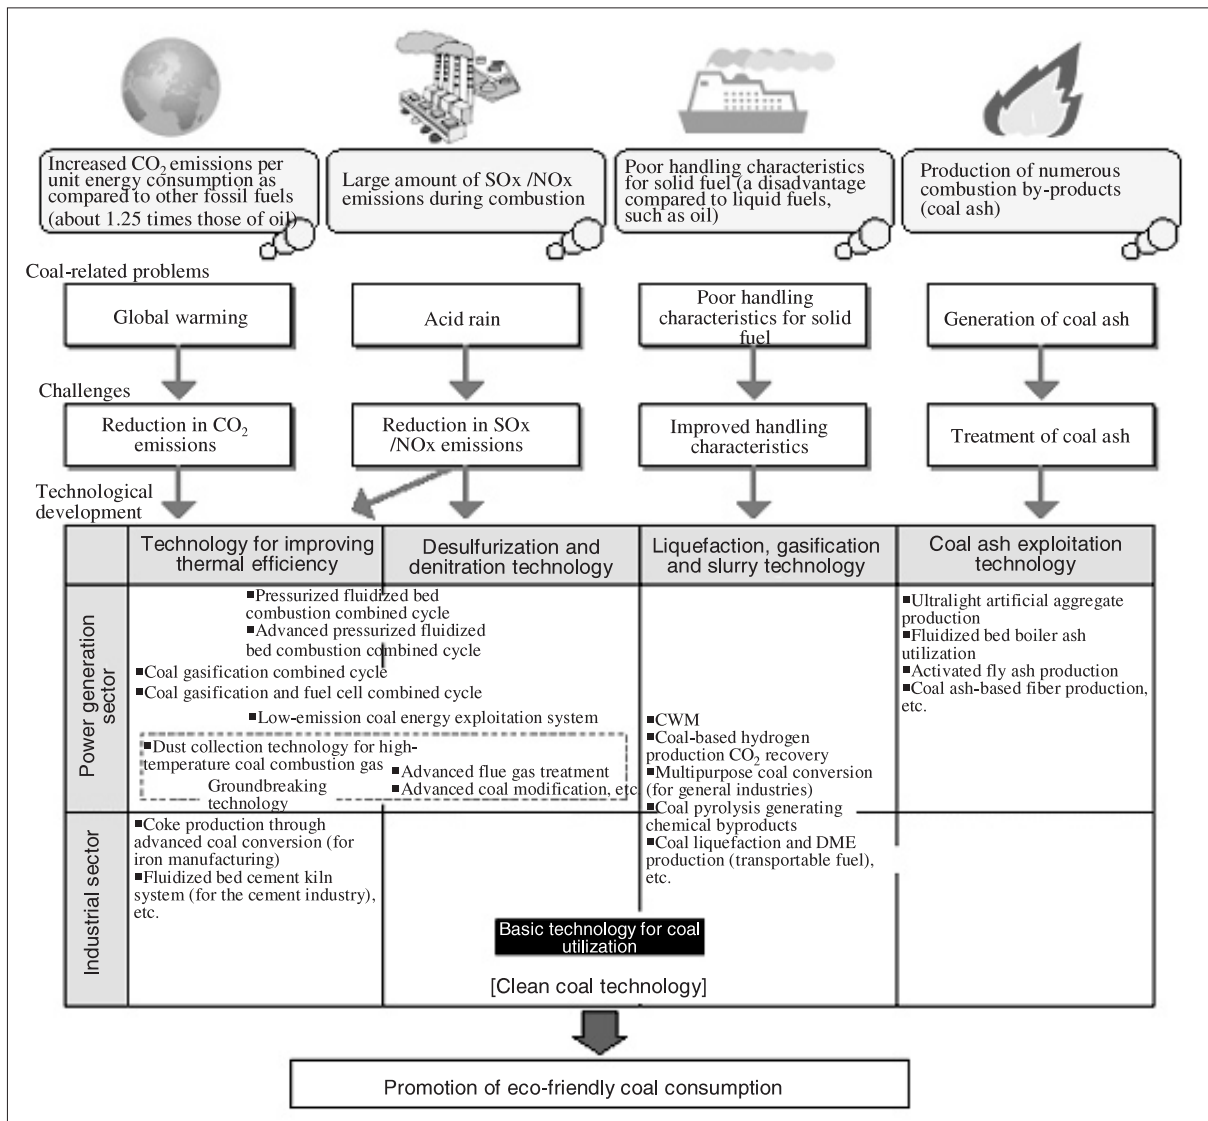 Increased CO₂ emissions per
unit energy consumption as
compared to other fossil fuels
(about 1.25 times those of oil)
Large amount of SOx /NOx
emissions during combustion
Poor handling characteristics
for solid fuel (a disadvantage
compared to liquid fuels,
such as oil)
Production of numerous
combustion by-products
(coal ash)
Coal-related problems
Global warming
Acid rain
Poor handling
characteristics for solid
fuel
Generation of coal ash
Challenges
Reduction in CO₂
emissions
Reduction in SOx
/NOx emissions
Improved handling
characteristics
Treatment of coal ash
Technological
development
Technology for improving
thermal efficiency
Desulfurization and
denitration technology
Liquefaction, gasification
and slurry technology
Coal ash exploitation
technology
Power generation
sector
■Pressurized fluidized bed
combustion combined cycle
■Advanced pressurized fluidized
bed combustion combined cycle
■Coal gasification combined cycle
■Coal gasification and fuel cell combined cycle
■Low-emission coal energy exploitation system
■Dust collection technology for high-
temperature coal combustion gas
■Advanced flue gas treatment
■Advanced coal modification, etc
Groundbreaking
technology
■CWM
■Coal-based hydrogen
production CO₂ recovery
■Multipurpose coal conversion
(for general industries)
■Coal pyrolysis generating
chemical byproducts
■Coal liquefaction and DME
production (transportable fuel),
etc.
■Ultralight artificial aggregate
production
■Fluidized bed boiler ash
utilization
■Activated fly ash production
■Coal ash-based fiber production,
etc.
Industrial sector
■Coke production through
advanced coal conversion (for
iron manufacturing)
■Fluidized bed cement kiln
system (for the cement industry),
etc.
Basic technology for coal
utilization
[Clean coal technology]
Promotion of eco-friendly coal consumption